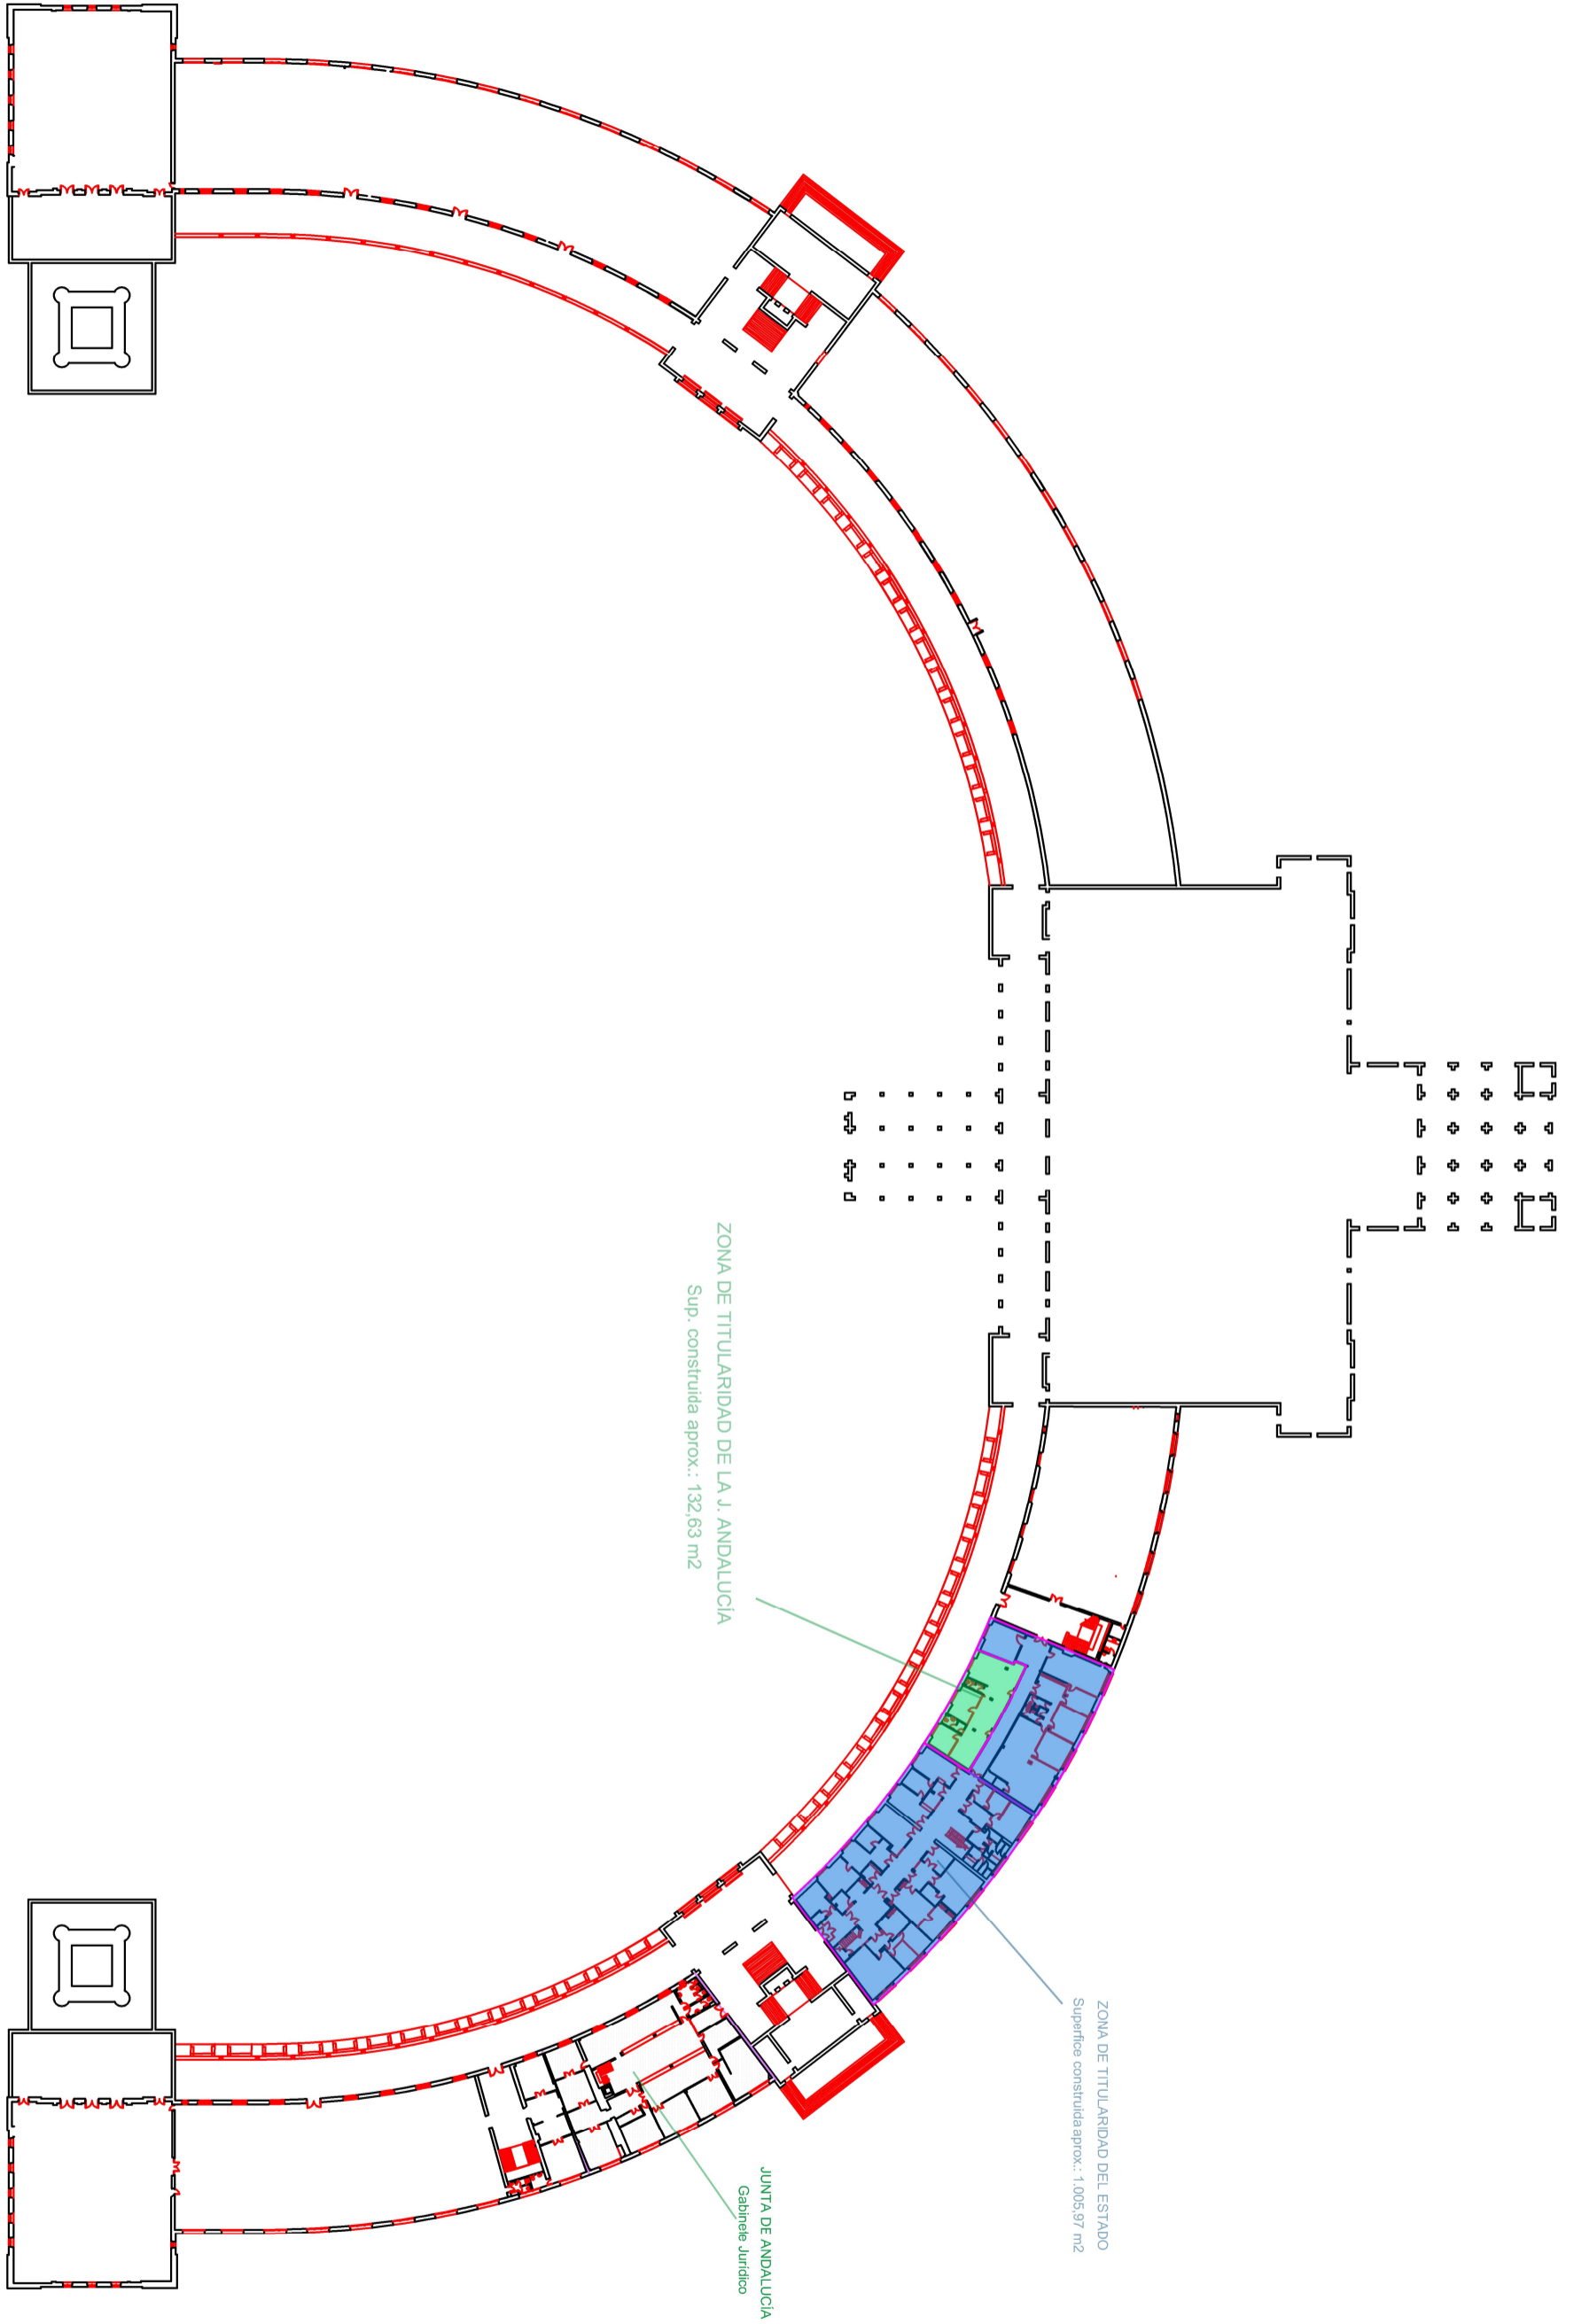 ZONA DE TITULARIDAD DE LA J. ANDALUCÍA
Sup. construida aprox.: 132,63 m2
ZONA DE TITULARIDAD DEL ESTADO
Superfice construida aprox.: 1.005,97 m2
JUNTA DE ANDALUCÍA
Gabinete Jurídico